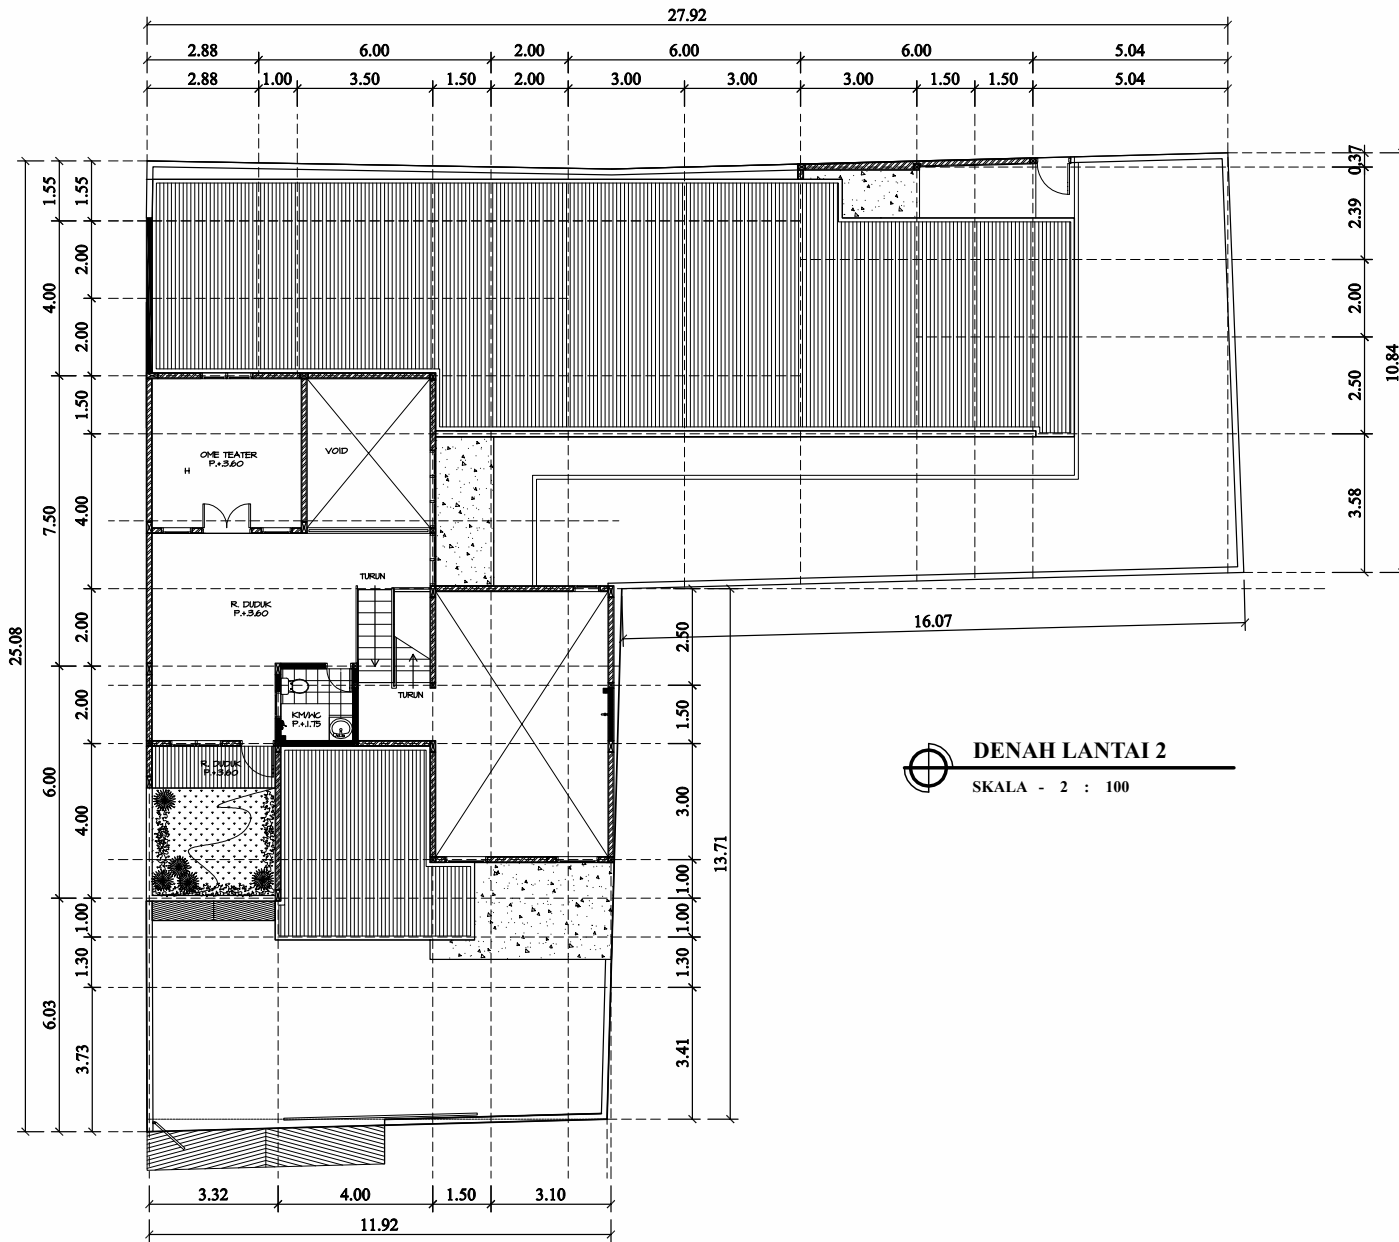 27.92
2.88 6.00 2.00 6.00 6.00 5.04
2.88 1.00 3.50 1.50 2.00 3.00 3.00 3.00 1.50 1.50 5.04
25.08
1.55
4.00
7.50
6.00
6.03
1.55
2.00
2.00
1.50
4.00
2.00
2.00
4.00
1.00
1.30
3.73
OME TEATER
P.+3.60
H
VOID
TURUN
R. DUDUK
P.+3.60
TURUN
KM/WC
P.+1.75
R. DUDUK
P.+3.60
0,37
2.39
2.00
2.50
3.58
10.84
16.07
2.50
1.50
3.00
1.00
1.00
1.30
3.41
13.71
DENAH LANTAI 2
SKALA - 2 : 100
3.32 4.00 1.50 3.10
11.92